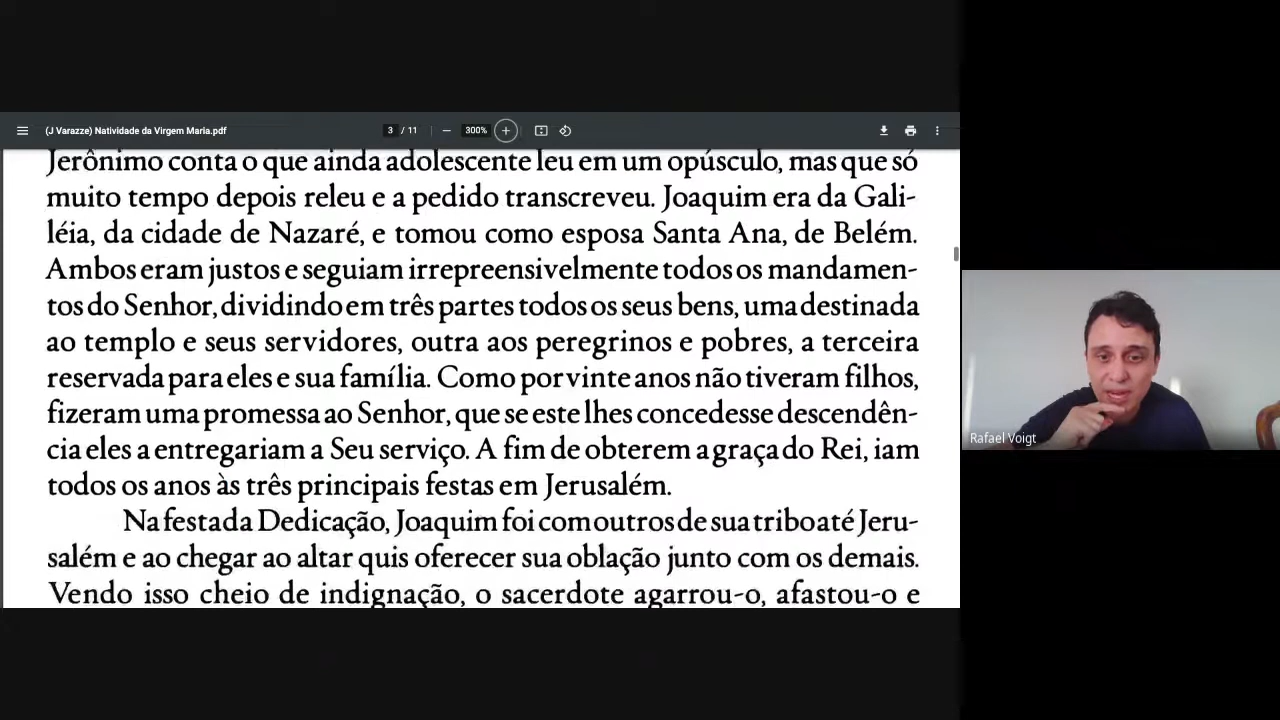 (J Varazze) Natividade da Virgem Maria.pdf
3 / 11
300%
Jerônimo conta o que ainda adolescente leu em um opúsculo, mas que só
muito tempo depois releu e a pedido transcreveu. Joaquim era da Gali-
léia, da cidade de Nazaré, e tomou como esposa Santa Ana, de Belém.
Ambos eram justos e seguiam irrepreensivelmente todos os mandamen-
tos do Senhor, dividindo em três partes todos os seus bens, uma destinada
ao templo e seus servidores, outra aos peregrinos e pobres, a terceira
reservada para eles e sua família. Como por vinte anos não tiveram filhos,
fizeram uma promessa ao Senhor, que se este lhes concedesse descendên-
cia eles a entregariam a Seu serviço. A fim de obterem a graça do Rei, iam
todos os anos às três principais festas em Jerusalém.
Na festa da Dedicação, Joaquim foi com outros de sua tribo até Jeru-
salém e ao chegar ao altar quis oferecer sua oblação junto com os demais.
Vendo isso cheio de indignação, o sacerdote agarrou-o, afastou-o e
Rafael Voigt